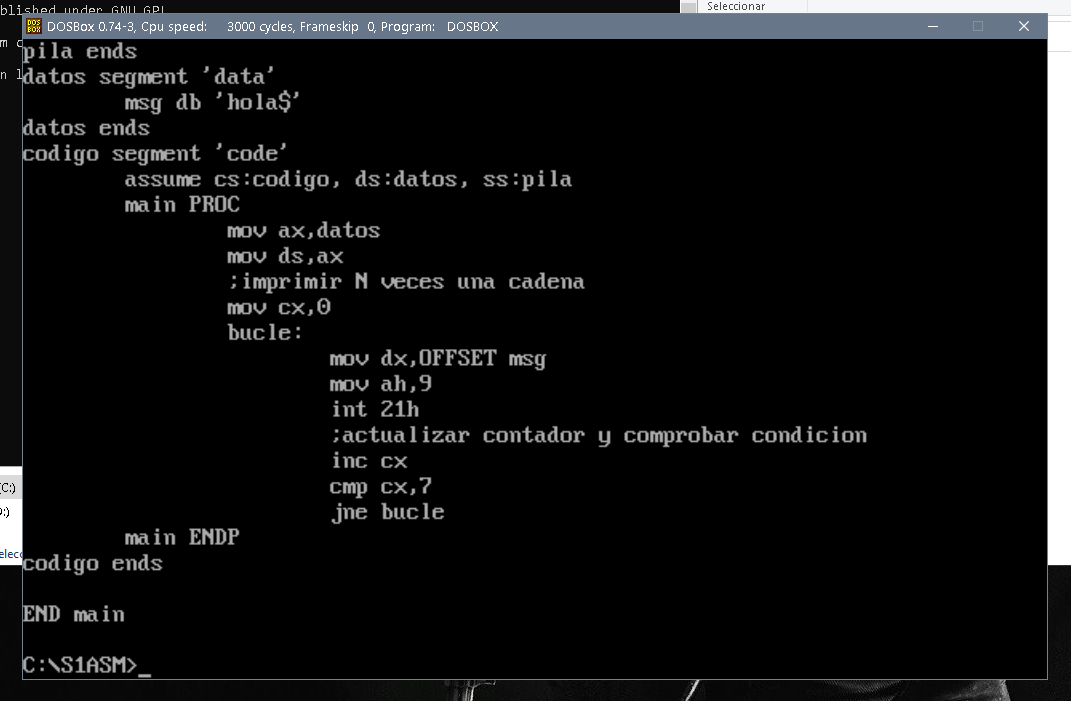 blished under GNU GPL
Seleccionar
DOSBox 0.74-3, Cpu speed: 3000 cycles, Frameskip 0, Program: DOSBOX
pila ends
datos segment 'data'
msg db 'hola$'
datos ends
codigo segment 'code'
assume cs:codigo, ds:datos, ss:pila
main PROC
mov ax,datos
mov ds,ax
;imprimir N veces una cadena
mov cx,0
bucle:
mov dx,OFFSET msg
mov ah,9
int 21h
;actualizar contador y comprobar condicion
inc cx
cmp cx,7
jne bucle
main ENDP
codigo ends
END main
C:\S1ASM>_
(C:)